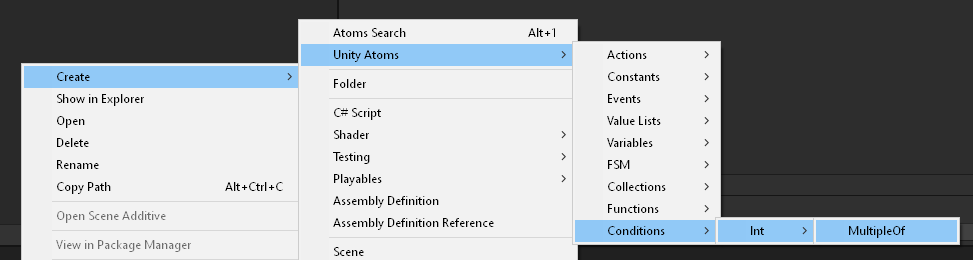 Create
Show in Explorer
Open
Delete
Rename
Copy Path Alt+Ctrl+C
Open Scene Additive
View in Package Manager
Atoms Search Alt+1
Unity Atoms
Folder
C# Script
Shader
Testing
Playables
Assembly Definition
Assembly Definition Reference
Scene
Actions
Constants
Events
Value Lists
Variables
FSM
Collections
Functions
Conditions
Int
MultipleOf